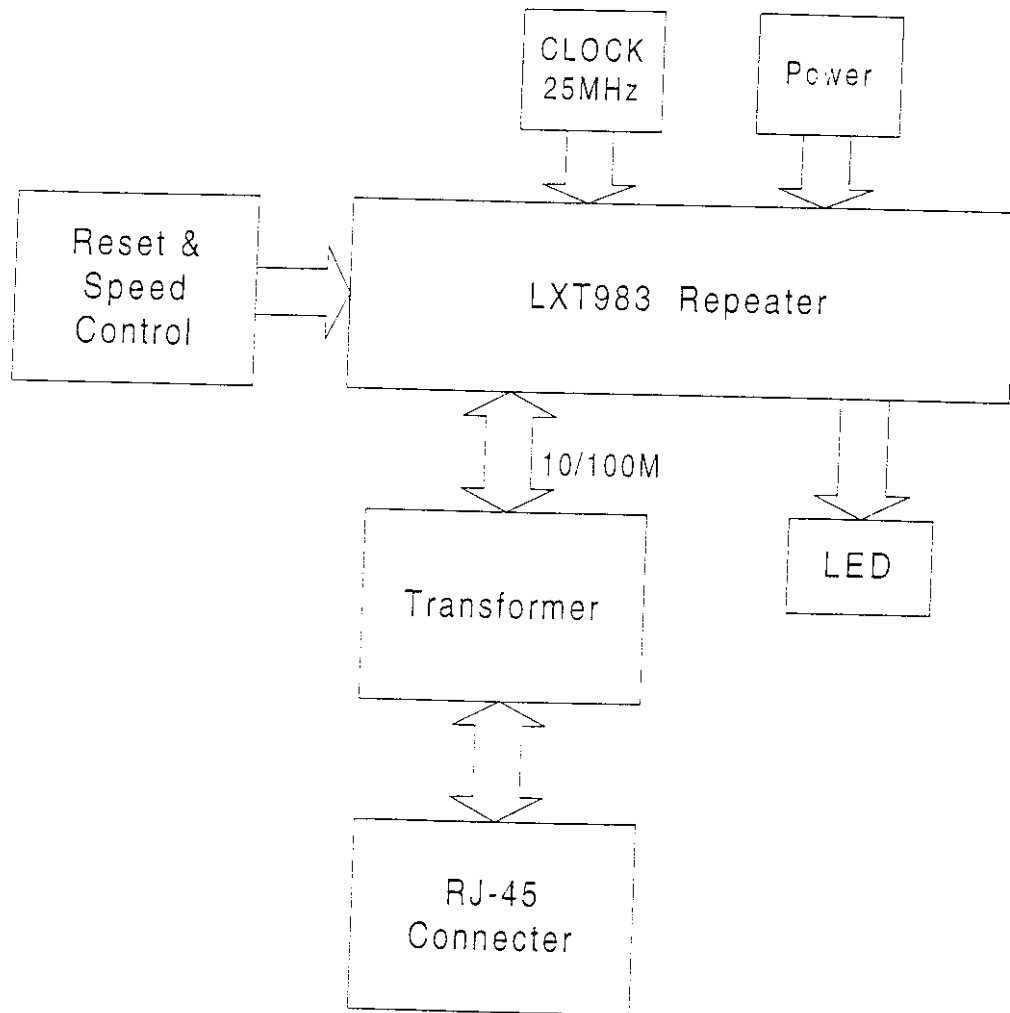 CLOCK
25MHz
Power
Reset &
Speed
Control
LXT983 Repeater
10/100M
Transformer
LED
RJ-45
Connecter